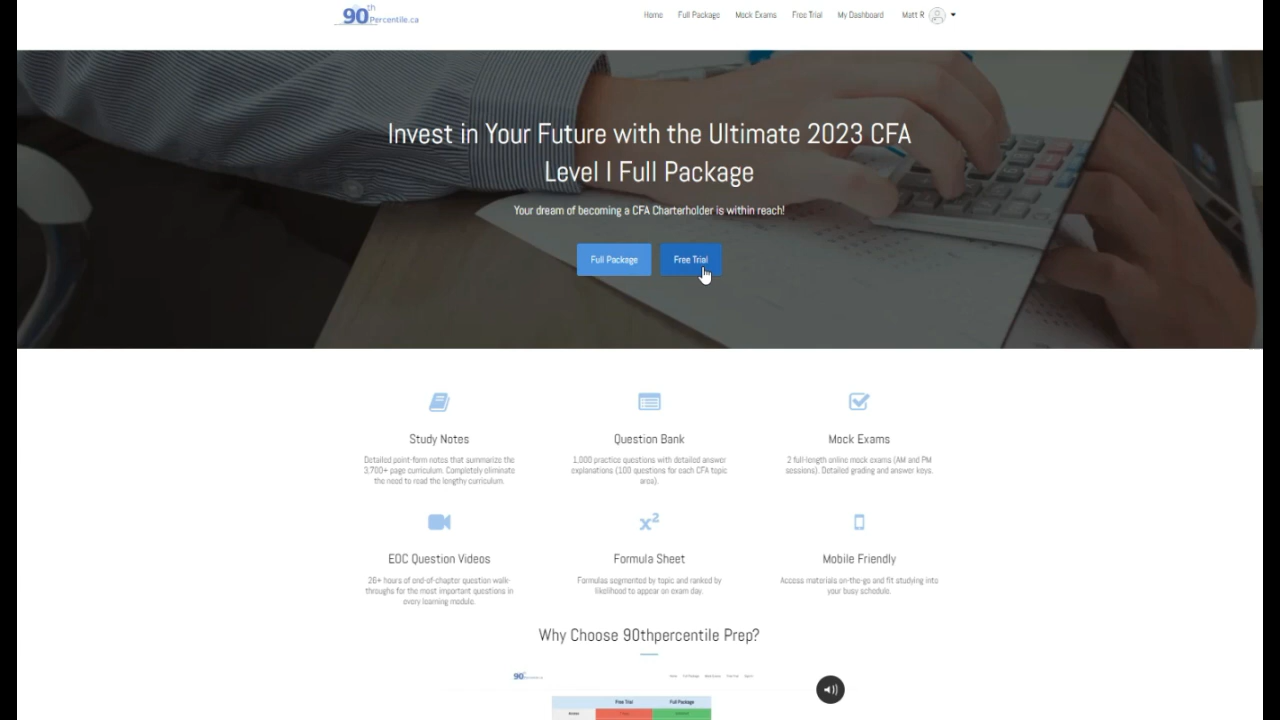 90th
Percentile.ca
Home Full Package Mock Exams Free Trial My Dashboard Matt R
Invest in Your Future with the Ultimate 2023 CFA
Level I Full Package
Your dream of becoming a CFA Charterholder is within reach!
Full Package Free Trial
Study Notes
Detailed point-form notes that summarize the
3,700+ page curriculum. Completely eliminate
the need to read the lengthy curriculum.
Question Bank
1,000 practice questions with detailed answer
explanations (100 questions for each CFA topic
area).
Mock Exams
2 full-length online mock exams (AM and PM
sessions). Detailed grading and answer keys.
EOC Question Videos
26+ hours of end-of-chapter question walk-
throughs for the most important questions in
every learning module.
x²
Formula Sheet
Formulas segmented by topic and ranked by
likelihood to appear on exam day.
Mobile Friendly
Access materials on-the-go and fit studying into
your busy schedule.
Why Choose 90thpercentile Prep?
90
Free Trial Full Package